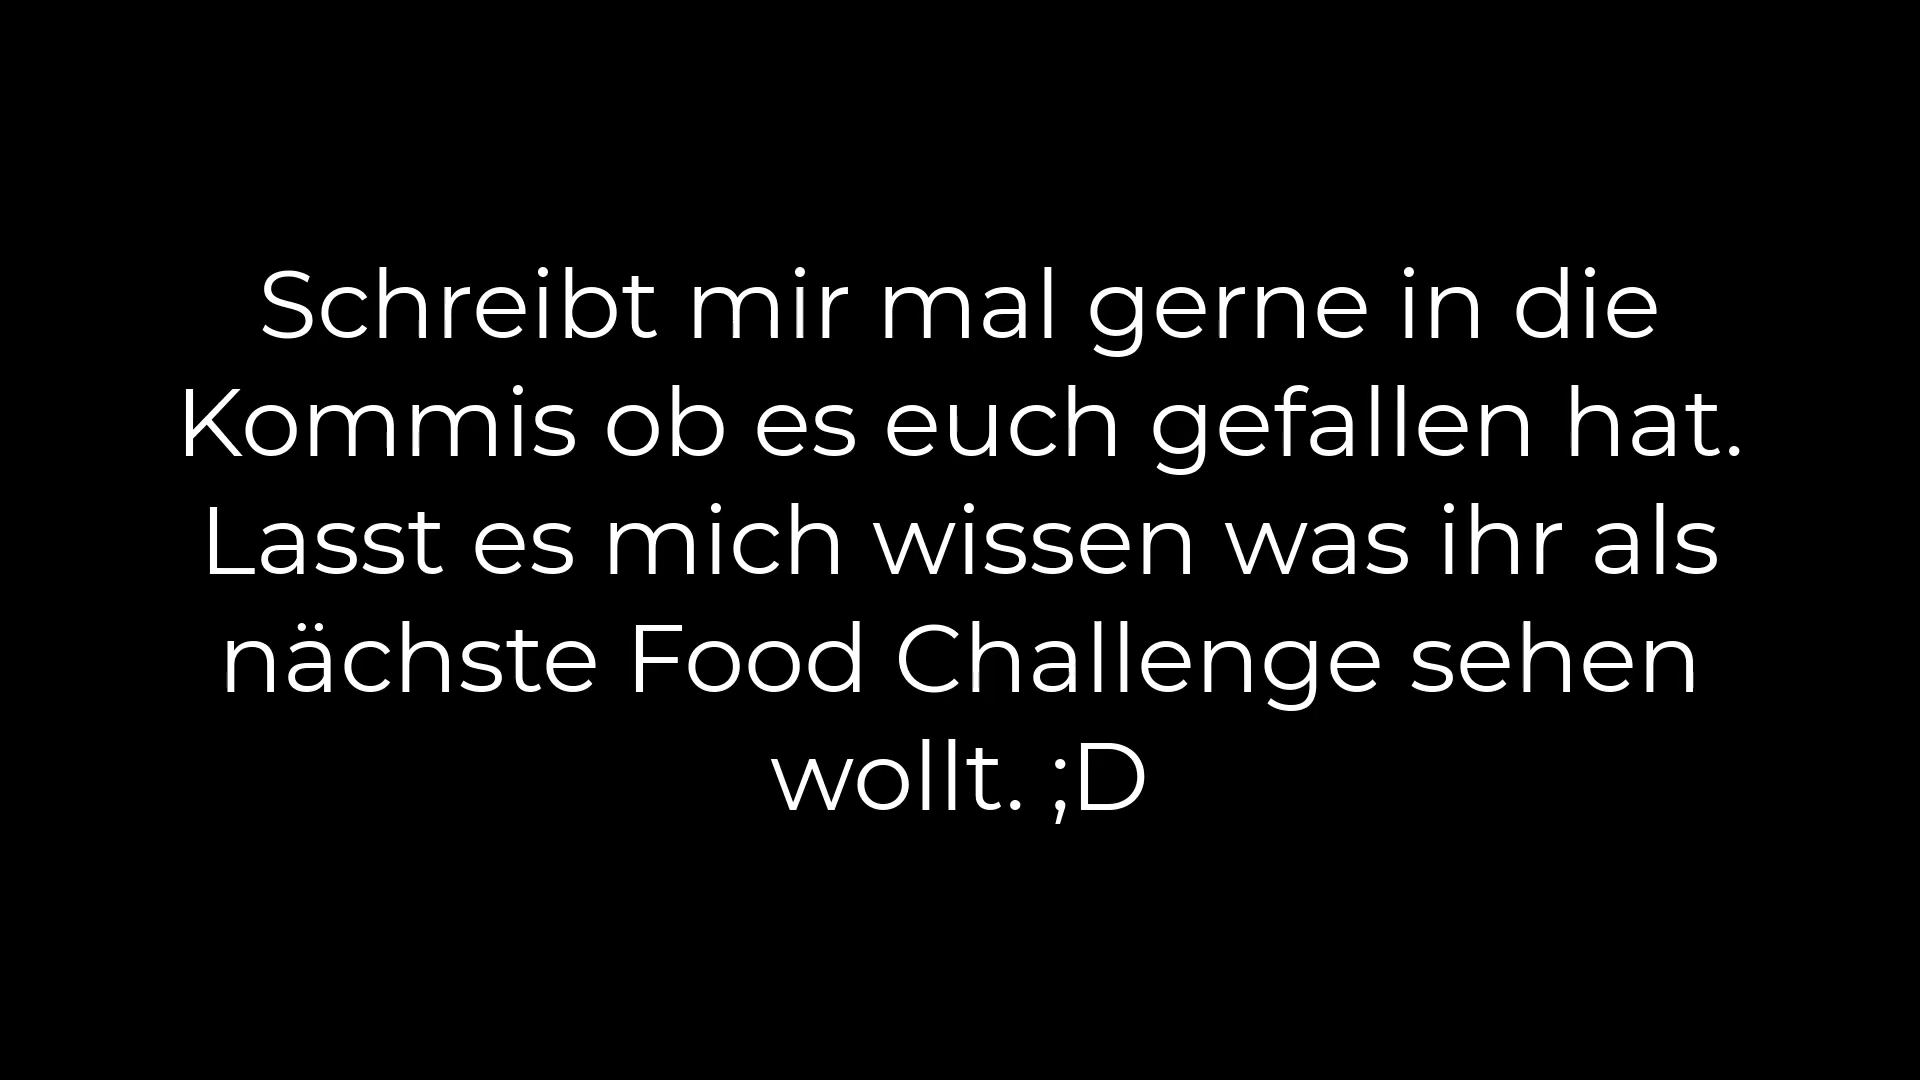 Schreibt mir mal gerne in die
Kommis ob es euch gefallen hat.
Lasst es mich wissen was ihr als
nächste Food Challenge sehen
wollt. ;D